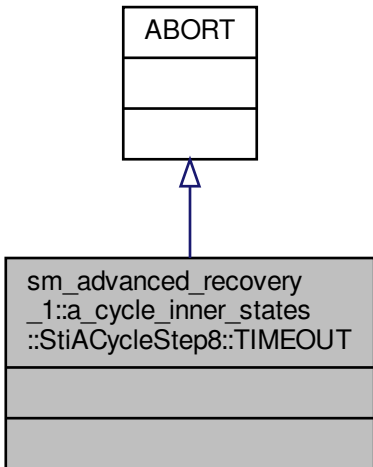 ABORT
sm_advanced_recovery
_1::a_cycle_inner_states
::StiACycleStep8::TIMEOUT